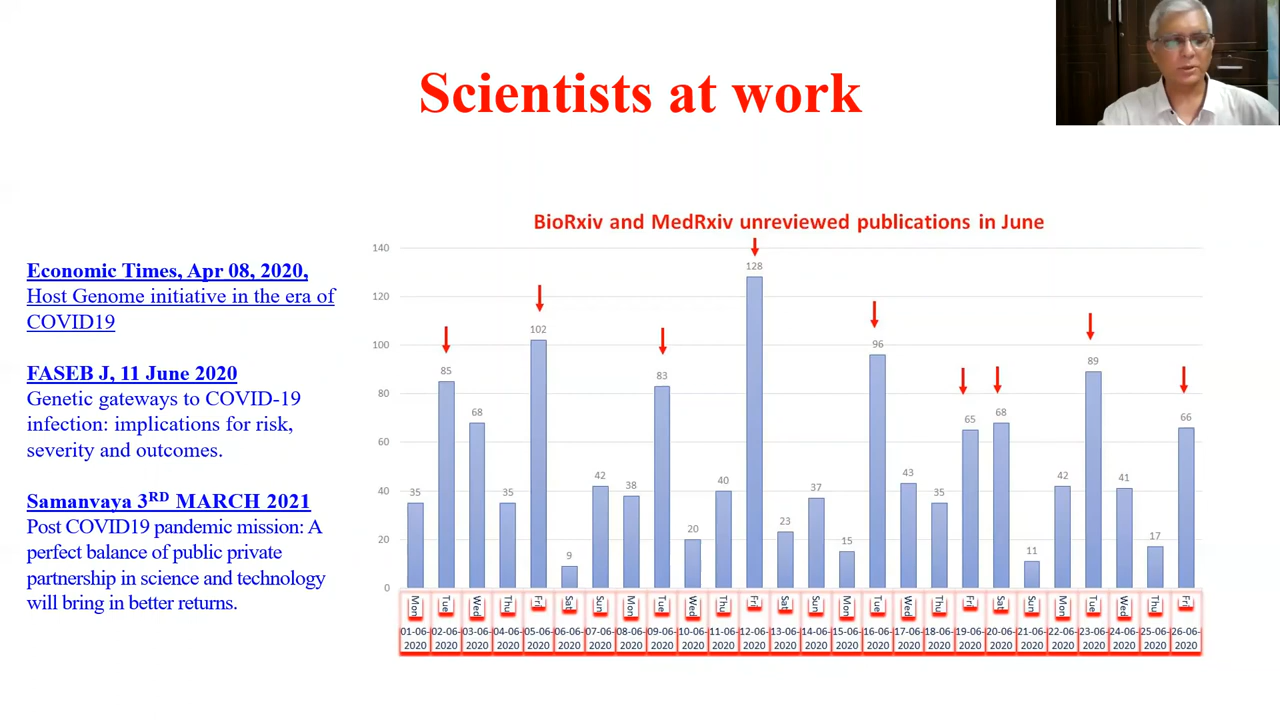 Scientists at work
Economic Times, Apr 08, 2020,
Host Genome initiative in the era of
COVID19
FASEB J, 11 June 2020
Genetic gateways to COVID-19
infection: implications for risk,
severity and outcomes.
Samanvaya 3RD MARCH 2021
Post COVID19 pandemic mission: A
perfect balance of public private
partnership in science and technology
will bring in better returns.
BioRxiv and MedRxiv unreviewed publications in June
140
120
100
80
60
40
20
0
35 85 68 35 102 9 42 38 83 20 40 128 23 37 15 96 43 35 65 68 11 42 89 41 17 66
Mon Tue Wed Thu Fri Sat Sun Mon Tue Wed Thu Fri Sat Sun Mon Tue Wed Thu Fri Sat Sun Mon Tue Wed Thu Fri
01-06- 02-06- 03-06- 04-06- 05-06- 06-06- 07-06- 08-06- 09-06- 10-06- 11-06- 12-06- 13-06- 14-06- 15-06- 16-06- 17-06- 18-06- 19-06- 20-06- 21-06- 22-06- 23-06- 24-06- 25-06- 26-06-
2020 2020 2020 2020 2020 2020 2020 2020 2020 2020 2020 2020 2020 2020 2020 2020 2020 2020 2020 2020 2020 2020 2020 2020 2020 2020